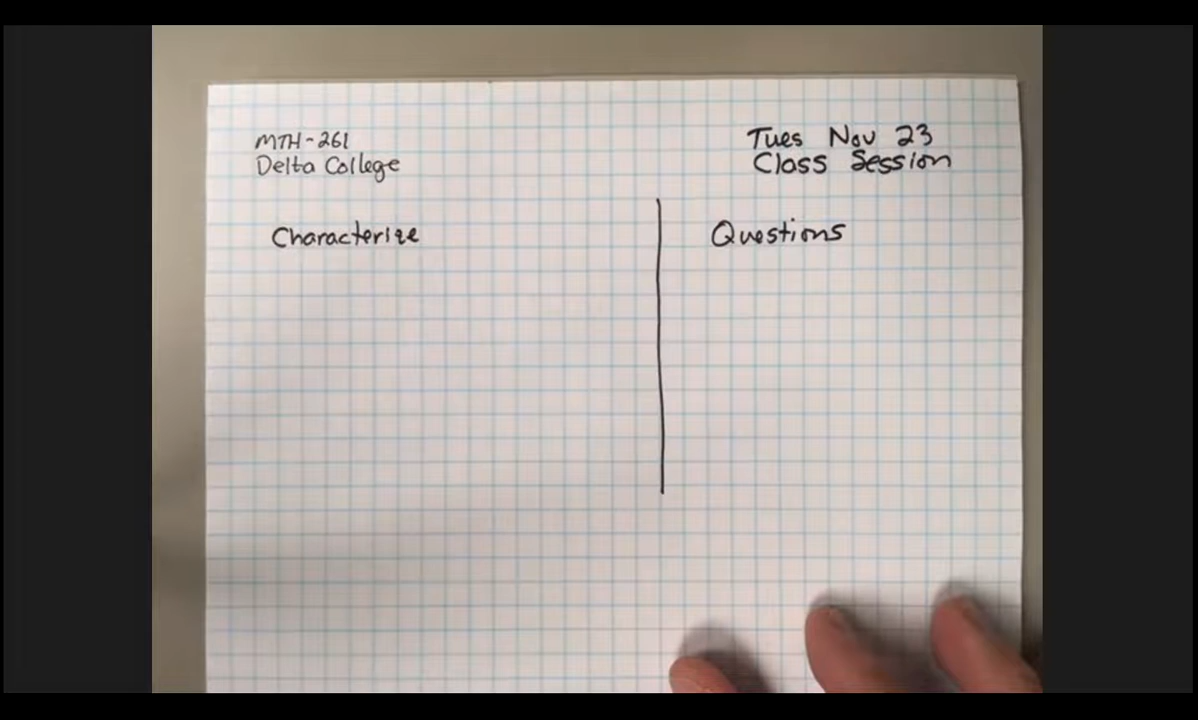 MTH-261
Delta College
Tues Nov 23
Class Session
Characterize
Questions